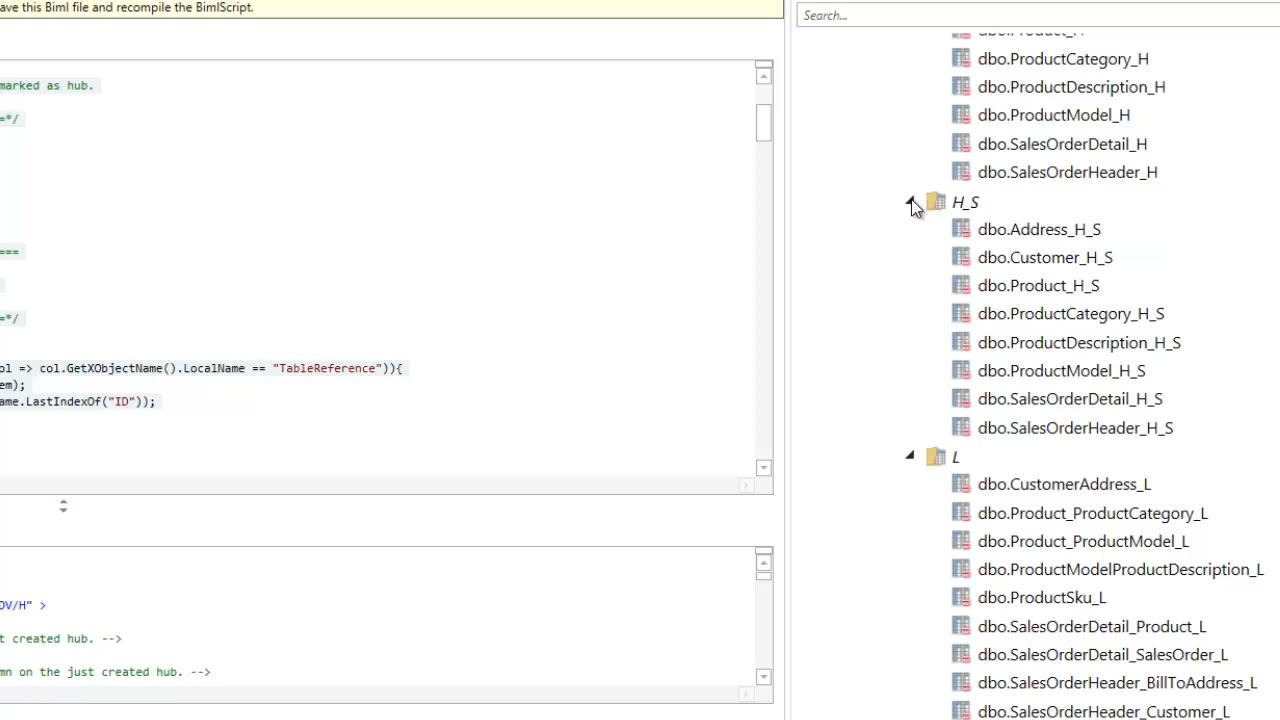 ave this Biml file and recompile the BimlScript.
marked as hub.
=*/
===
=*/
ol => col.GetXObjectName().LocalName == "TableReference")){
em);
ame.LastIndexOf("ID"));
DV/H" >
t created hub. -->
mn on the just created hub. -->
Search...
dbo.Product_H
dbo.ProductCategory_H
dbo.ProductDescription_H
dbo.ProductModel_H
dbo.SalesOrderDetail_H
dbo.SalesOrderHeader_H
H_S
dbo.Address_H_S
dbo.Customer_H_S
dbo.Product_H_S
dbo.ProductCategory_H_S
dbo.ProductDescription_H_S
dbo.ProductModel_H_S
dbo.SalesOrderDetail_H_S
dbo.SalesOrderHeader_H_S
L
dbo.CustomerAddress_L
dbo.Product_ProductCategory_L
dbo.Product_ProductModel_L
dbo.ProductModelProductDescription_L
dbo.ProductSku_L
dbo.SalesOrderDetail_Product_L
dbo.SalesOrderDetail_SalesOrder_L
dbo.SalesOrderHeader_BillToAddress_L
dbo.SalesOrderHeader_Customer_L